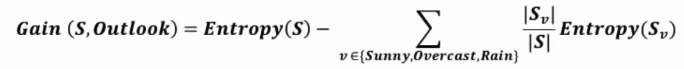 Gain (S, Outlook) = Entropy(S) − ∑ v ∈{Sunny,Overcast,Rain} |Sᵥ| / |S| Entropy(Sᵥ)